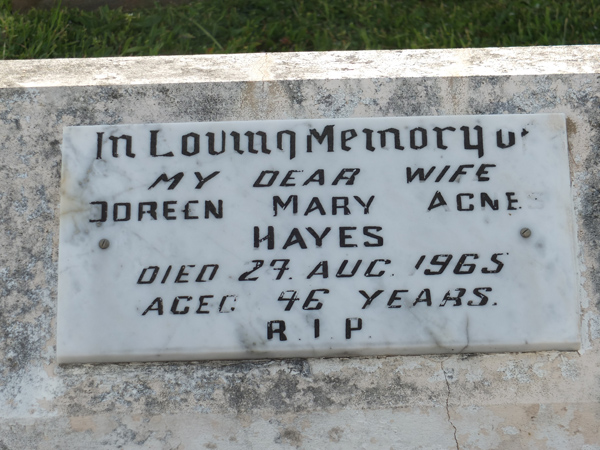 In Loving Memory of
MY DEAR WIFE
DOREEN MARY AGNES
HAYES
DIED 27. AUG. 1965
AGED 46 YEARS.
R.I.P.